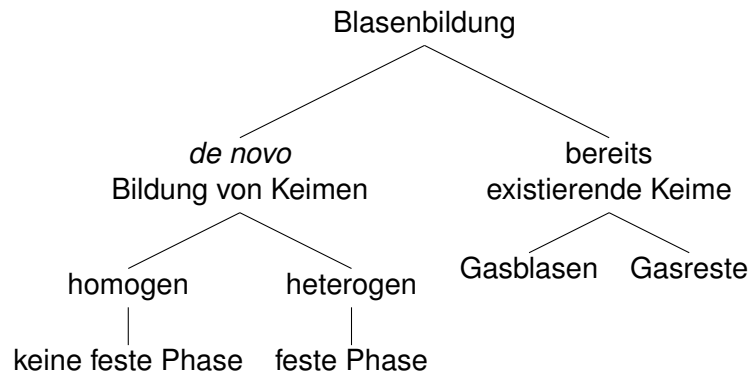 Blasenbildung
de novo
Bildung von Keimen
bereits
existierende Keime
homogen
heterogen
Gasblasen
Gasreste
keine feste Phase
feste Phase